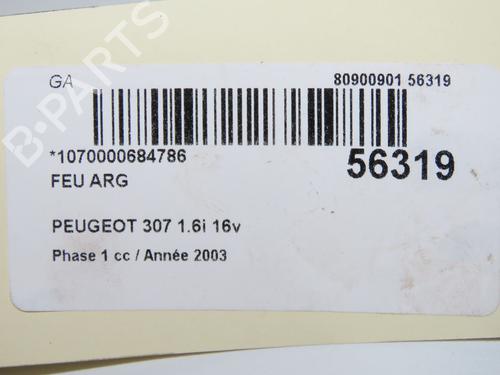 GA
80900901 56319
*1070000684786
56319
FEU ARG
PEUGEOT 307 1.6i 16v
Phase 1 cc / Année 2003
B-PARTS